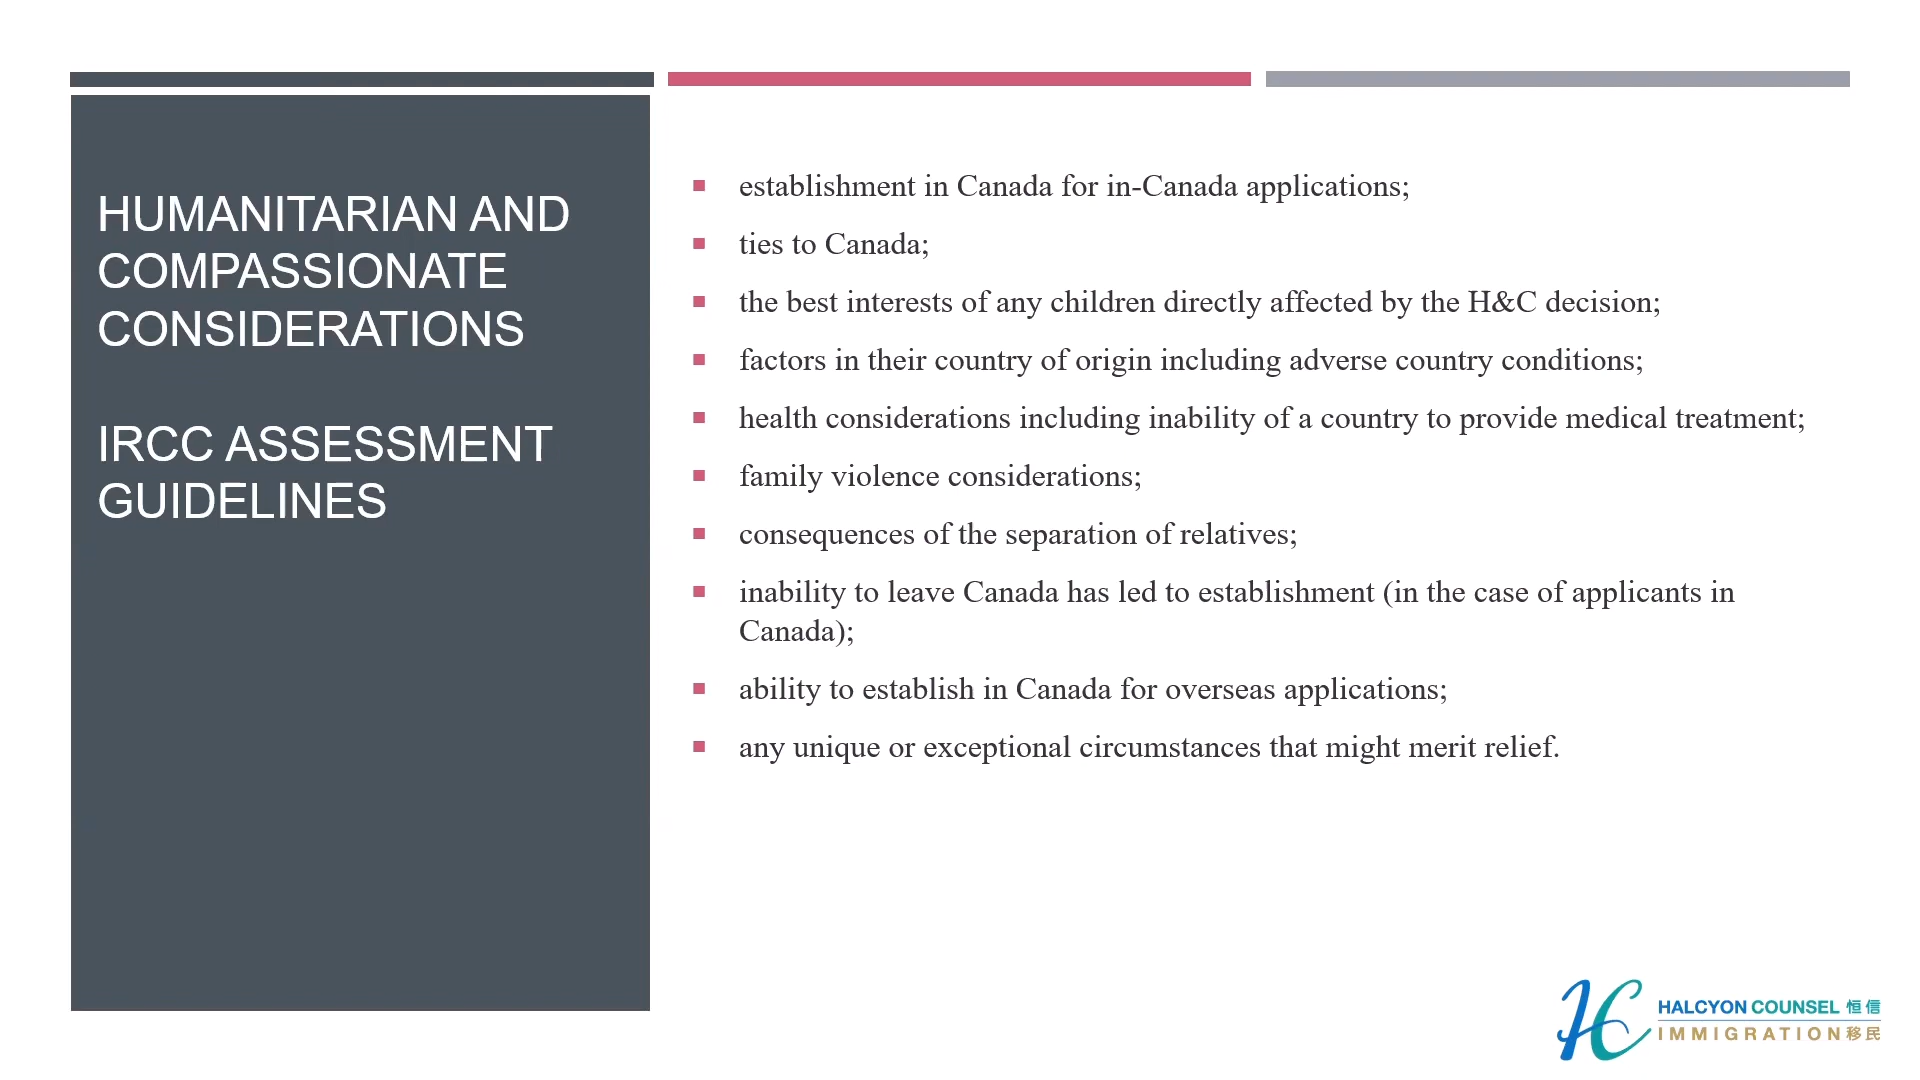 HUMANITARIAN AND
COMPASSIONATE
CONSIDERATIONS
IRCC ASSESSMENT
GUIDELINES
establishment in Canada for in-Canada applications;
ties to Canada;
the best interests of any children directly affected by the H&C decision;
factors in their country of origin including adverse country conditions;
health considerations including inability of a country to provide medical treatment;
family violence considerations;
consequences of the separation of relatives;
inability to leave Canada has led to establishment (in the case of applicants in
Canada);
ability to establish in Canada for overseas applications;
any unique or exceptional circumstances that might merit relief.
HC
HALCYON COUNSEL 恒信
IMMIGRATION 移民